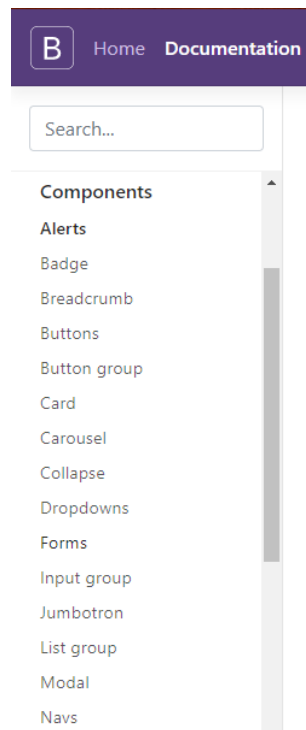 B Home Documentation
Search...
Components
Alerts
Badge
Breadcrumb
Buttons
Button group
Card
Carousel
Collapse
Dropdowns
Forms
Input group
Jumbotron
List group
Modal
Navs